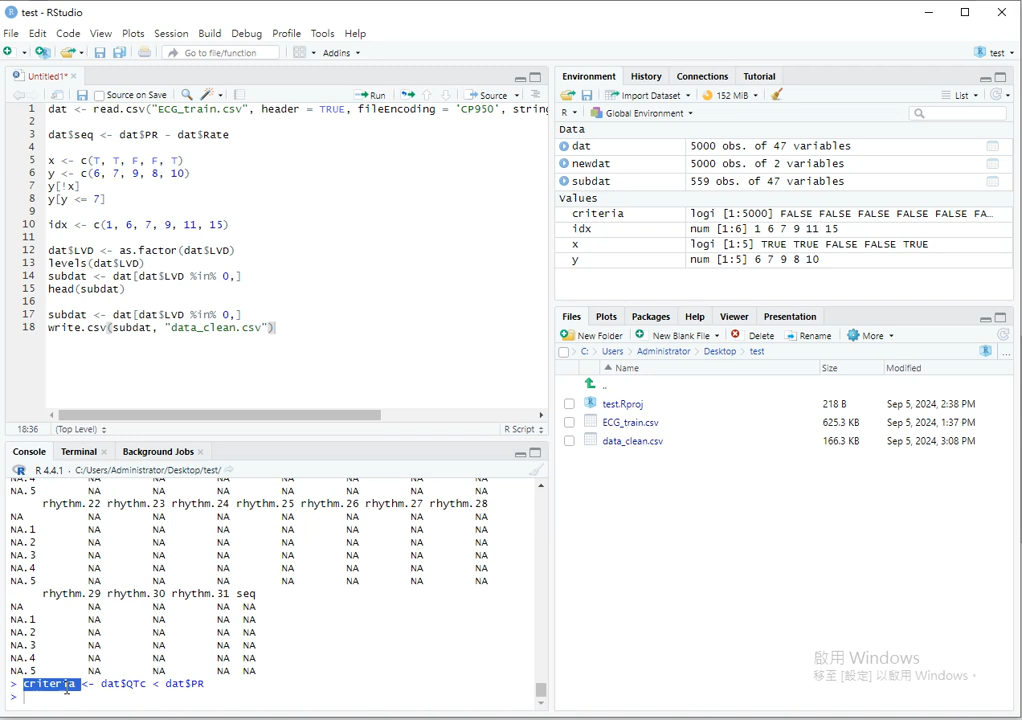 test - RStudio
File Edit Code View Plots Session Build Debug Profile Tools Help
Go to file/function Addins test
Untitled1*
Source on Save Run Source
1 dat <- read.csv("ECG_train.csv", header = TRUE, fileEncoding = 'CP950', string
2
3 dat$seq <- dat$PR - dat$Rate
4
5 x <- c(T, T, F, F, T)
6 y <- c(6, 7, 9, 8, 10)
7 y[!x]
8 y[y <= 7]
9
10 idx <- c(1, 6, 7, 9, 11, 15)
11
12 dat$LVD <- as.factor(dat$LVD)
13 levels(dat$LVD)
14 subdat <- dat[dat$LVD %in% 0,]
15 head(subdat)
16
17 subdat <- dat[dat$LVD %in% 0,]
18 write.csv(subdat, "data_clean.csv")
18:36 (Top Level) R Script
Console Terminal Background Jobs
R 4.4.1 · C:/Users/Administrator/Desktop/test/
NA.4 NA NA NA NA NA NA NA
NA.5 NA NA NA NA NA NA NA
rhythm.22 rhythm.23 rhythm.24 rhythm.25 rhythm.26 rhythm.27 rhythm.28
NA NA NA NA NA NA NA NA
NA.1 NA NA NA NA NA NA NA
NA.2 NA NA NA NA NA NA NA
NA.3 NA NA NA NA NA NA NA
NA.4 NA NA NA NA NA NA NA
NA.5 NA NA NA NA NA NA NA
rhythm.29 rhythm.30 rhythm.31 seq
NA NA NA NA NA
NA.1 NA NA NA NA
NA.2 NA NA NA NA
NA.3 NA NA NA NA
NA.4 NA NA NA NA
NA.5 NA NA NA NA
> criteria <- dat$QTc < dat$PR
>
Environment History Connections Tutorial
Import Dataset 152 MiB List
R Global Environment
Data
dat 5000 obs. of 47 variables
newdat 5000 obs. of 2 variables
subdat 559 obs. of 47 variables
Values
criteria logi [1:5000] FALSE FALSE FALSE FALSE FALSE FA…
idx num [1:6] 1 6 7 9 11 15
x logi [1:5] TRUE TRUE FALSE FALSE TRUE
y num [1:5] 6 7 9 8 10
Files Plots Packages Help Viewer Presentation
New Folder New Blank File Delete Rename More
C: Users Administrator Desktop test ...
Name Size Modified
..
test.Rproj 218 B Sep 5, 2024, 2:38 PM
ECG_train.csv 625.3 KB Sep 5, 2024, 1:37 PM
data_clean.csv 166.3 KB Sep 5, 2024, 3:08 PM
啟用 Windows
移至 [設定] 以啟用 Windows。